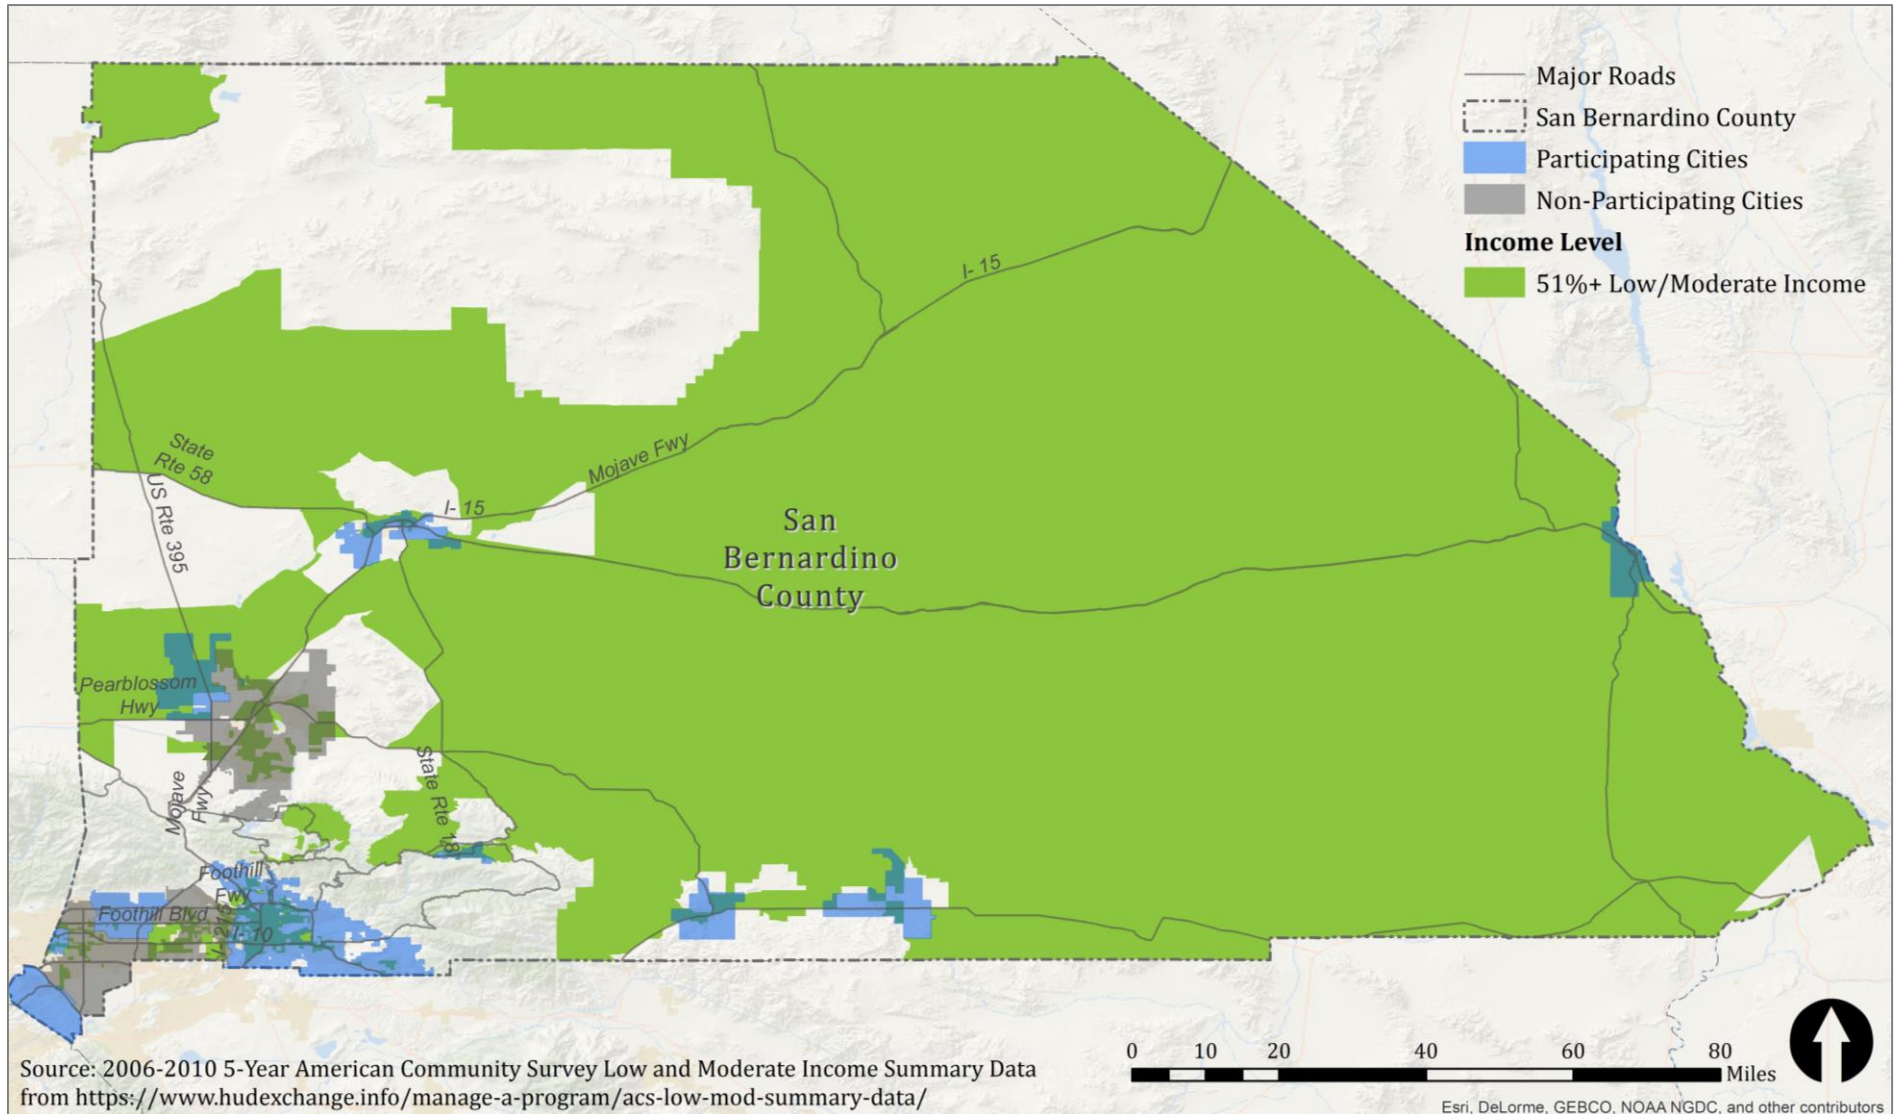 Major Roads
San Bernardino County
Participating Cities
Non-Participating Cities
Income Level
51%+ Low/Moderate Income
I- 15
State
Rte 58
Mojave Fwy
US Rte 395
I- 15
San
Bernardino
County
Pearblossom
Hwy
Mojave
Fwy
State Rte 18
Foothill
Fwy
Foothill Blvd
I-215
I- 10
0 10 20 40 60 80
Miles
Source: 2006-2010 5-Year American Community Survey Low and Moderate Income Summary Data
from https://www.hudexchange.info/manage-a-program/acs-low-mod-summary-data/
Esri, DeLorme, GEBCO, NOAA NGDC, and other contributors